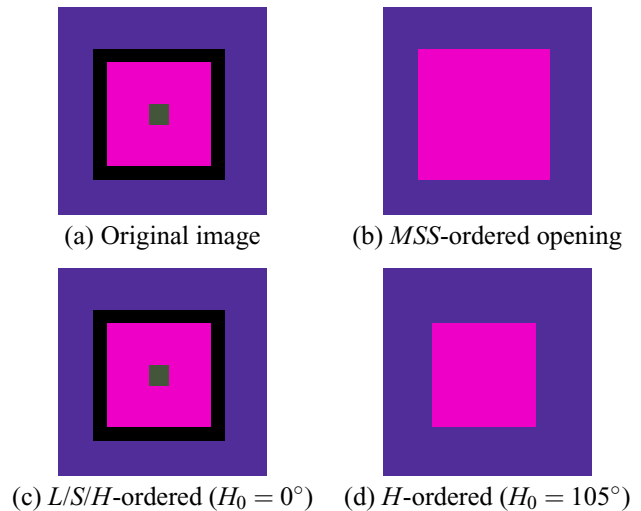 (a) Original image
(b) MSS-ordered opening
(c) L/S/H-ordered (H₀ = 0°)
(d) H-ordered (H₀ = 105°)